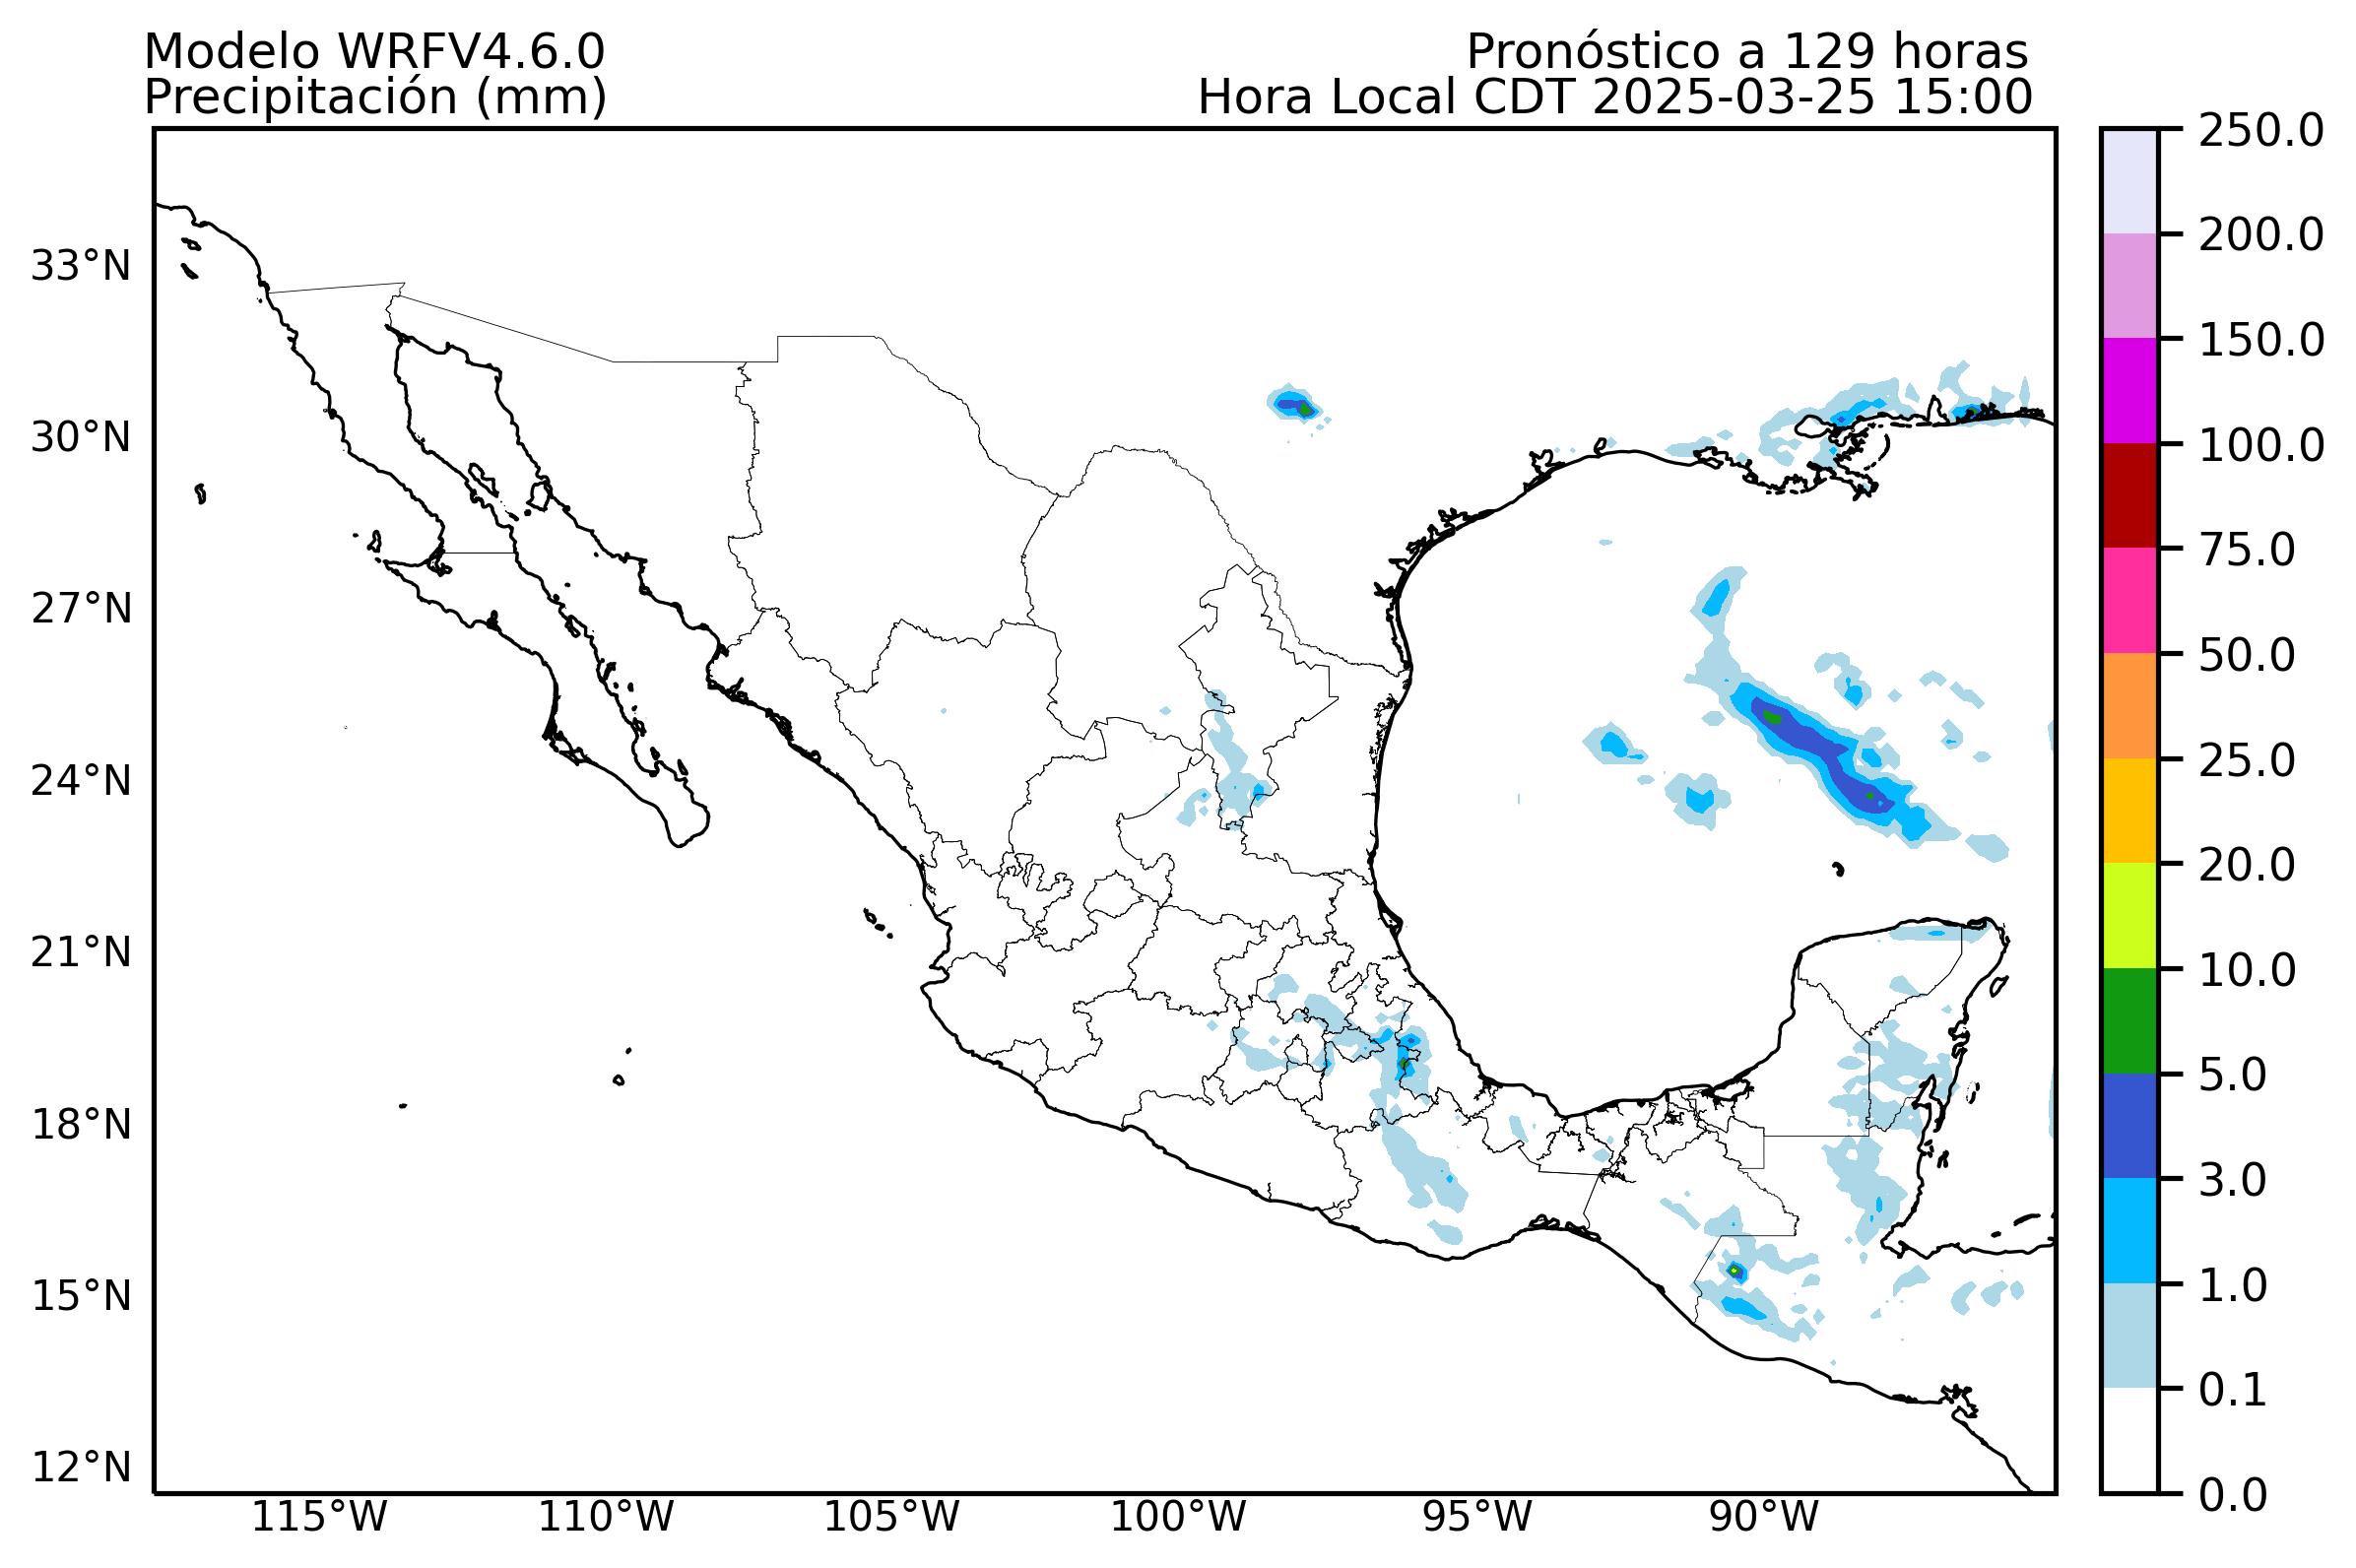 Modelo WRFV4.6.0
Precipitación (mm)
Pronóstico a 129 horas
Hora Local CDT 2025-03-25 15:00
33°N
30°N
27°N
24°N
21°N
18°N
15°N
12°N
115°W
110°W
105°W
100°W
95°W
90°W
250.0
200.0
150.0
100.0
75.0
50.0
25.0
20.0
10.0
5.0
3.0
1.0
0.1
0.0